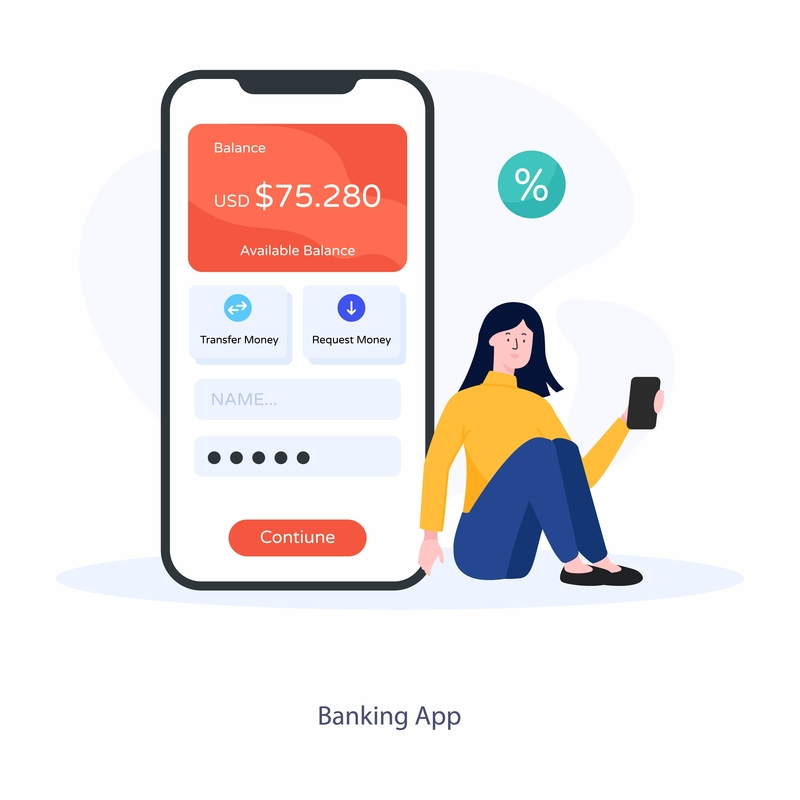 Balance
USD $75.280
Available Balance
%
Transfer Money Request Money
NAME...
Contiune
Banking App